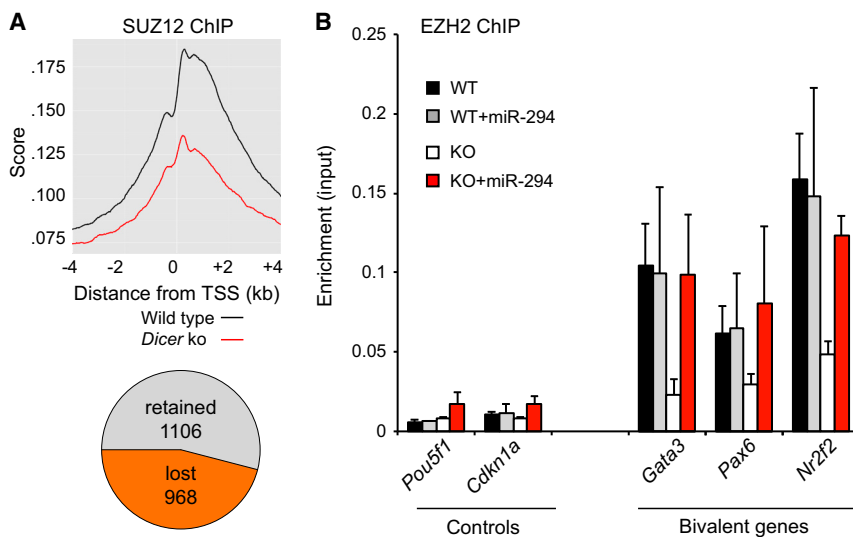 A
SUZ12 ChIP
Score
.175
.150
.125
.100
.075
-4
-2
0
+2
+4
Distance from TSS (kb)
Wild type
Dicer ko
retained
1106
lost
968
B
EZH2 ChIP
Enrichment (input)
0.25
0.2
0.15
0.1
0.05
0
WT
WT+miR-294
KO
KO+miR-294
Pou5f1
Cdkn1a
Gata3
Pax6
Nr2f2
Controls
Bivalent genes